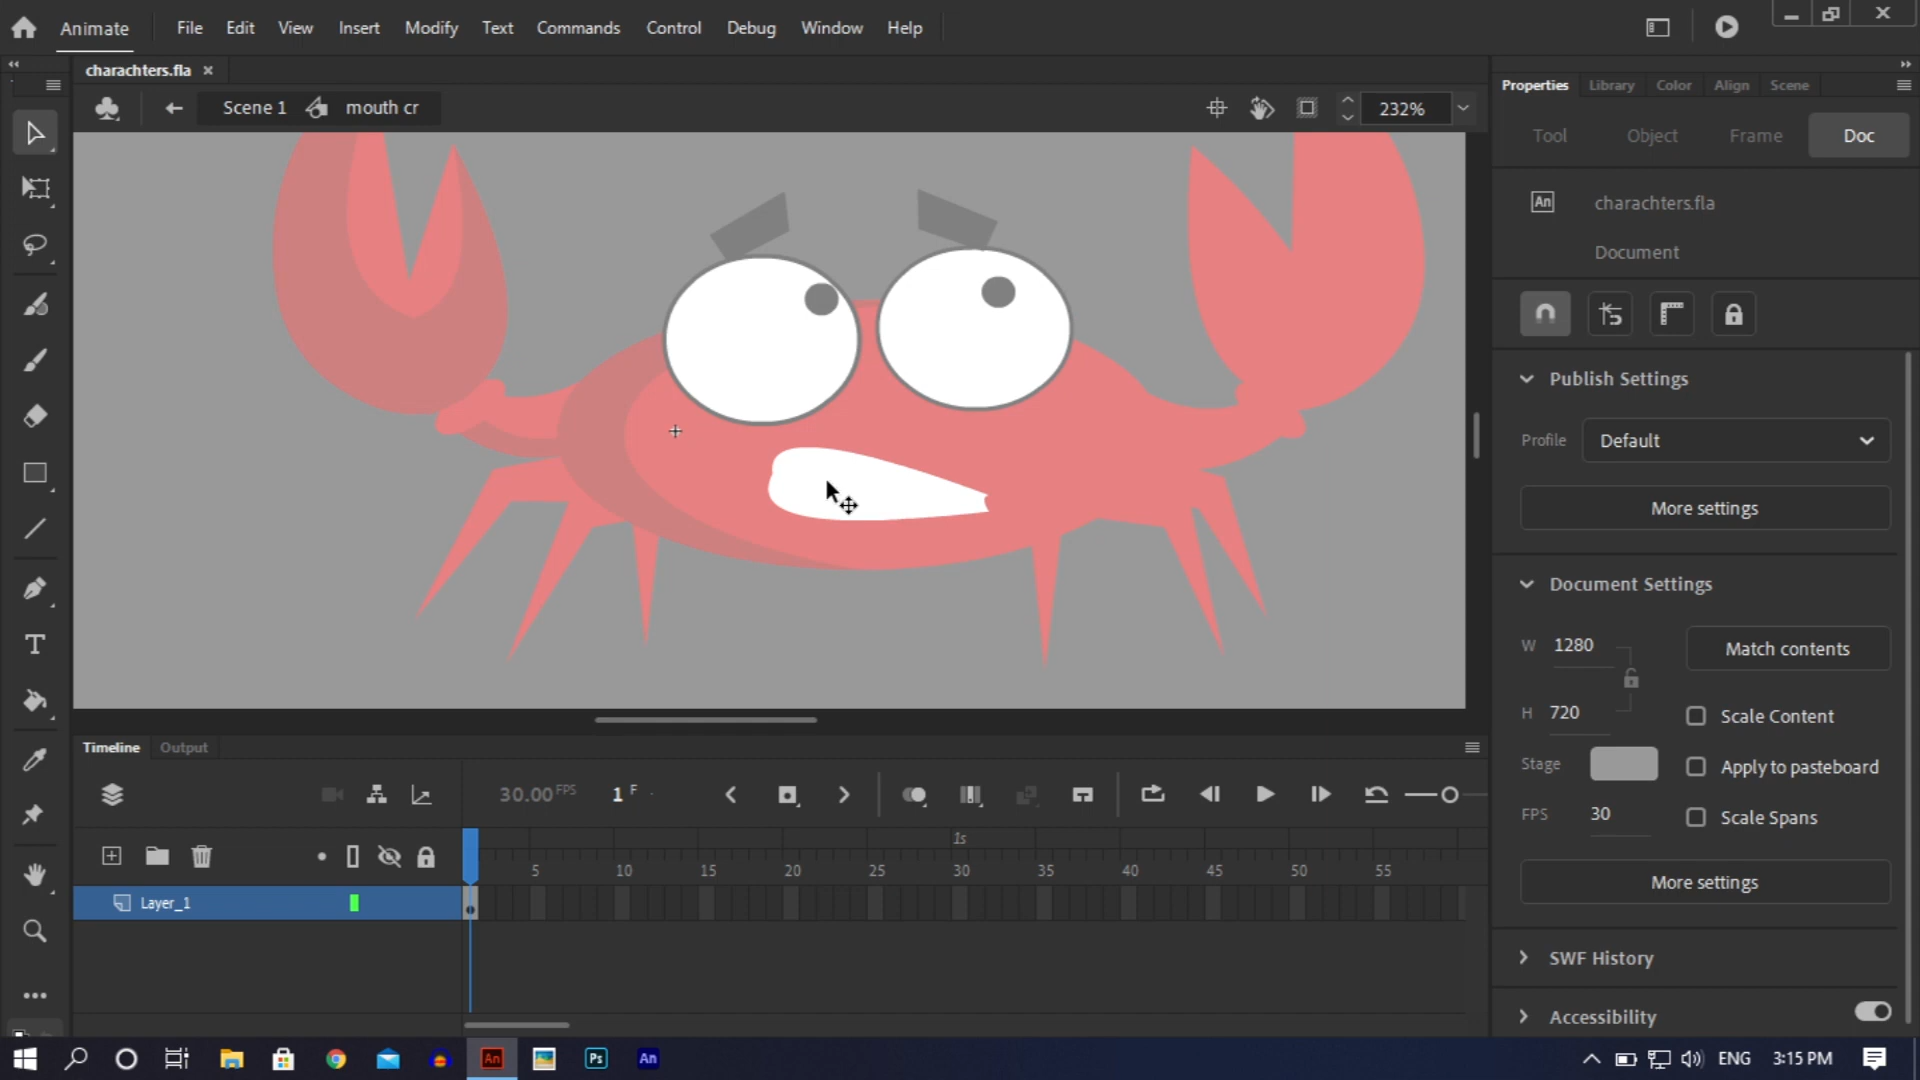 Animate File Edit View Insert Modify Text Commands Control Debug Window Help
charachters.fla
Scene 1 mouth cr 232%
Properties Library Color Align Scene
Tool Object Frame Doc
An charachters.fla
Document
Publish Settings
Profile Default
More settings
Document Settings
W 1280 Match contents
H 720 Scale Content
Stage Apply to pasteboard
FPS 30 Scale Spans
More settings
SWF History
Accessibility
Timeline Output
30.00 FPS 1 F
1s
5 10 15 20 25 30 35 40 45 50 55
Layer_1
An Ps An ENG 3:15 PM